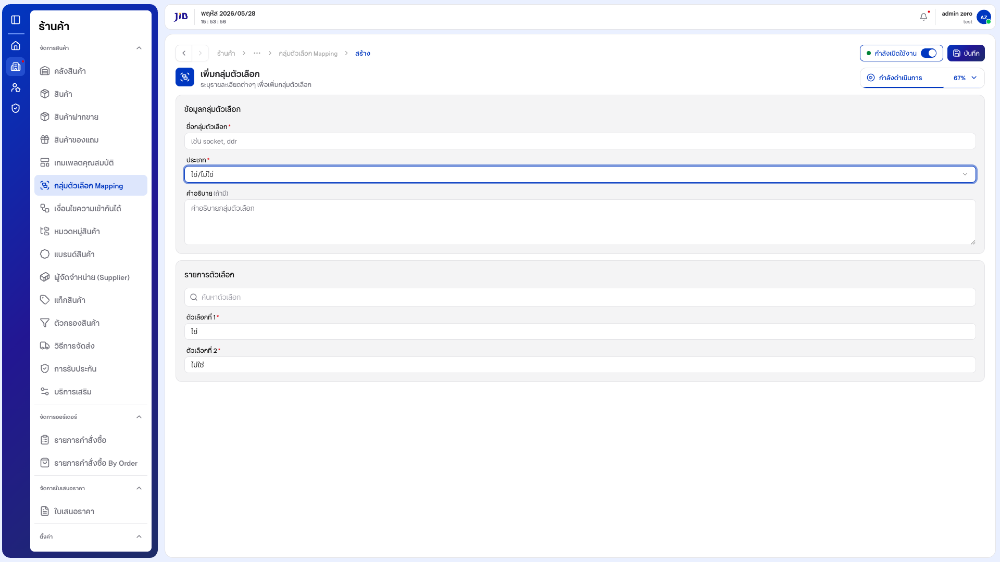 ร้านค้า
จัดการสินค้า
คลังสินค้า
สินค้า
สินค้าฝากขาย
สินค้าของแถม
เทมเพลตคุณสมบัติ
กลุ่มตัวเลือก Mapping
เงื่อนไขความเข้ากันได้
หมวดหมู่สินค้า
แบรนด์สินค้า
ผู้จัดจำหน่าย (Supplier)
แท็กสินค้า
ตัวกรองสินค้า
วิธีการจัดส่ง
การรับประกัน
บริการเสริม
จัดการออร์เดอร์
รายการคำสั่งซื้อ
รายการคำสั่งซื้อ By Order
จัดการใบเสนอราคา
ใบเสนอราคา
ตั้งค่า
JIB
พฤหัส 2026/05/28
15 : 53 : 56
admin zero
test
AZ
ร้านค้า
กลุ่มตัวเลือก Mapping
สร้าง
กำลังเปิดใช้งาน
บันทึก
เพิ่มกลุ่มตัวเลือก
ระบุรายละเอียดต่างๆ เพื่อเพิ่มกลุ่มตัวเลือก
กำลังดำเนินการ 67%
ข้อมูลกลุ่มตัวเลือก
ชื่อกลุ่มตัวเลือก *
เช่น socket, ddr
ประเภท *
ใช่/ไม่ใช่
คำอธิบาย (ถ้ามี)
คำอธิบายกลุ่มตัวเลือก
รายการตัวเลือก
ค้นหาตัวเลือก
ตัวเลือกที่ 1 *
ใช่
ตัวเลือกที่ 2 *
ไม่ใช่